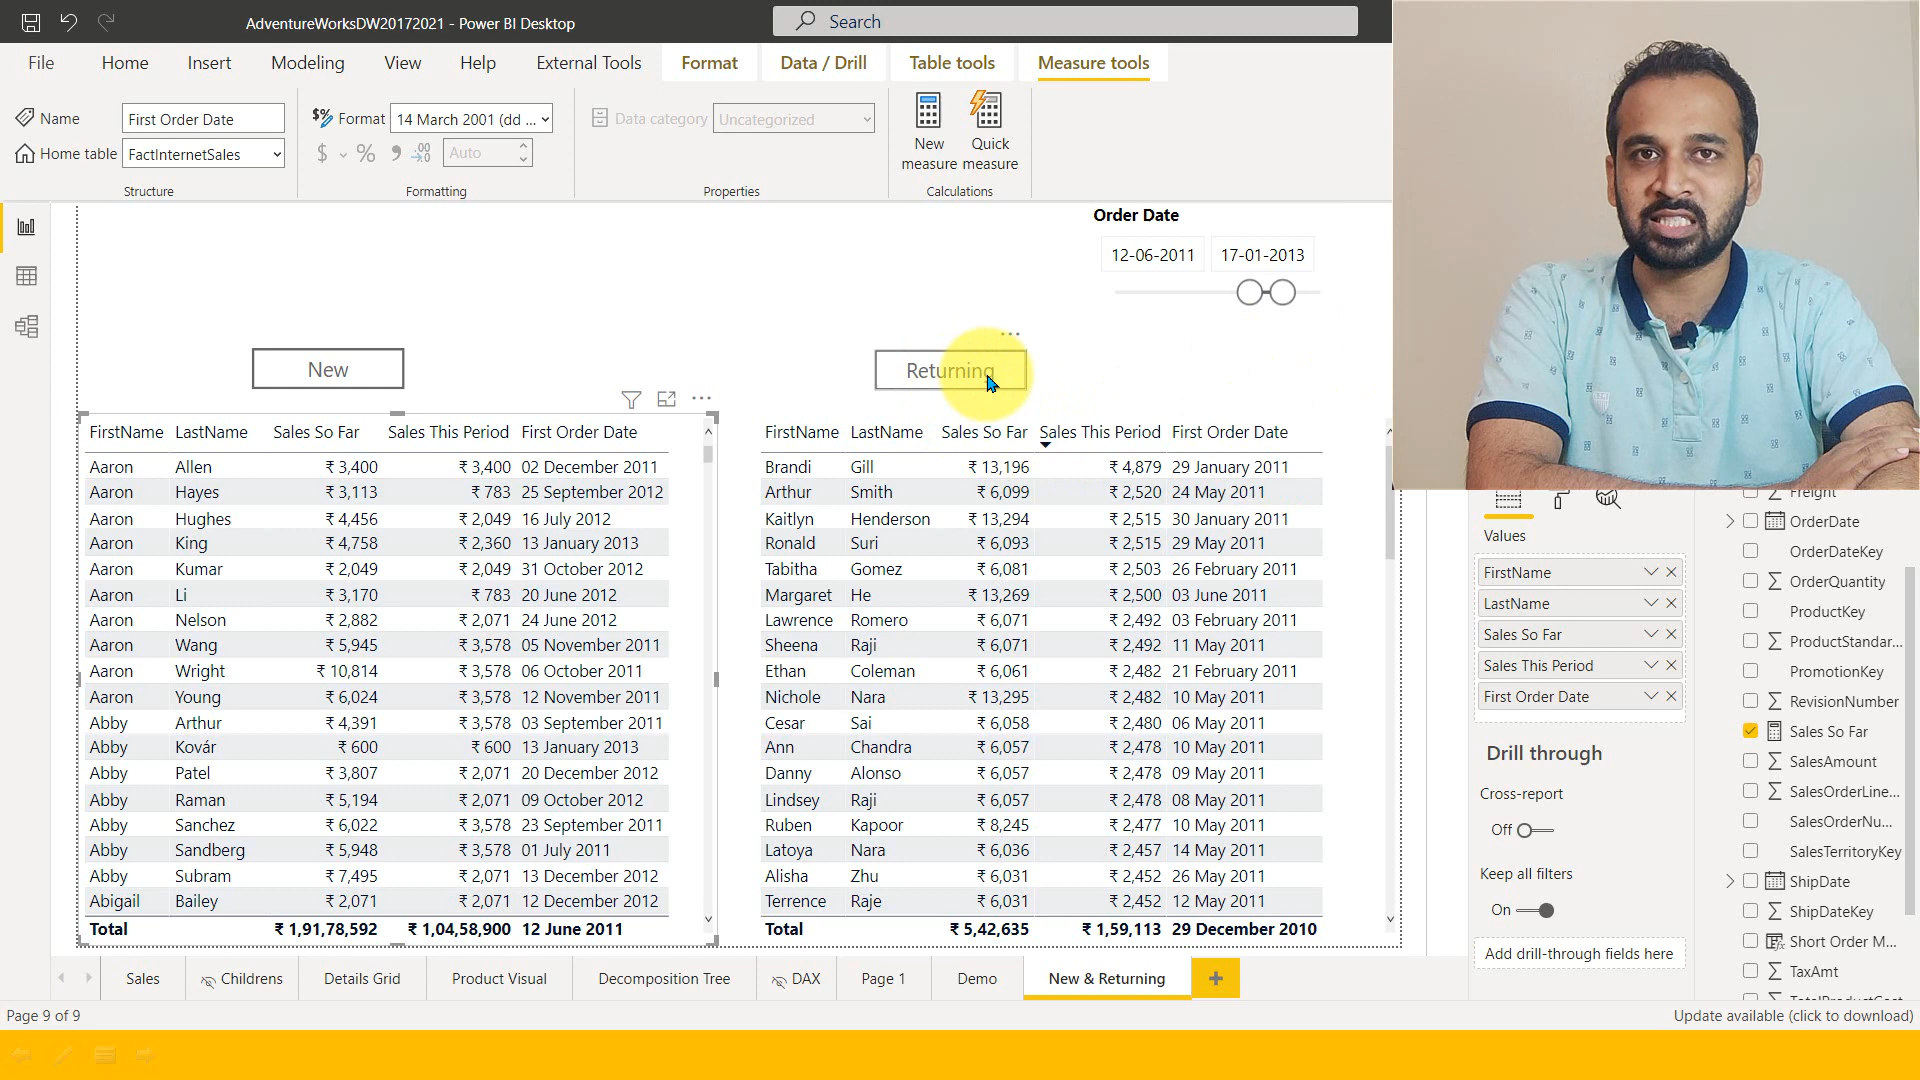 AdventureWorksDW20172021 - Power BI Desktop
Search
File Home Insert Modeling View Help External Tools Format Data / Drill Table tools Measure tools
Name First Order Date
Home table FactInternetSales
Structure
Format 14 March 2001 (dd ...
$ % Auto
Formatting
Data category Uncategorized
Properties
New measure
Quick measure
Calculations
Order Date
12-06-2011 17-01-2013
New
Returning
FirstName LastName Sales So Far Sales This Period First Order Date
Aaron Allen ₹ 3,400 ₹ 3,400 02 December 2011
Aaron Hayes ₹ 3,113 ₹ 783 25 September 2012
Aaron Hughes ₹ 4,456 ₹ 2,049 16 July 2012
Aaron King ₹ 4,758 ₹ 2,360 13 January 2013
Aaron Kumar ₹ 2,049 ₹ 2,049 31 October 2012
Aaron Li ₹ 3,170 ₹ 783 20 June 2012
Aaron Nelson ₹ 2,882 ₹ 2,071 24 June 2012
Aaron Wang ₹ 5,945 ₹ 3,578 05 November 2011
Aaron Wright ₹ 10,814 ₹ 3,578 06 October 2011
Aaron Young ₹ 6,024 ₹ 3,578 12 November 2011
Abby Arthur ₹ 4,391 ₹ 3,578 03 September 2011
Abby Kovár ₹ 600 ₹ 600 13 January 2013
Abby Patel ₹ 3,807 ₹ 2,071 20 December 2012
Abby Raman ₹ 5,194 ₹ 2,071 09 October 2012
Abby Sanchez ₹ 6,022 ₹ 3,578 23 September 2011
Abby Sandberg ₹ 5,948 ₹ 3,578 01 July 2011
Abby Subram ₹ 7,495 ₹ 2,071 13 December 2012
Abigail Bailey ₹ 2,071 ₹ 2,071 12 December 2012
Total ₹ 1,91,78,592 ₹ 1,04,58,900 12 June 2011
FirstName LastName Sales So Far Sales This Period First Order Date
Brandi Gill ₹ 13,196 ₹ 4,879 29 January 2011
Arthur Smith ₹ 6,099 ₹ 2,520 24 May 2011
Kaitlyn Henderson ₹ 13,294 ₹ 2,515 30 January 2011
Ronald Suri ₹ 6,093 ₹ 2,515 29 May 2011
Tabitha Gomez ₹ 6,081 ₹ 2,503 26 February 2011
Margaret He ₹ 13,269 ₹ 2,500 03 June 2011
Lawrence Romero ₹ 6,071 ₹ 2,492 03 February 2011
Sheena Raji ₹ 6,071 ₹ 2,492 11 May 2011
Ethan Coleman ₹ 6,061 ₹ 2,482 21 February 2011
Nichole Nara ₹ 13,295 ₹ 2,482 10 May 2011
Cesar Sai ₹ 6,058 ₹ 2,480 06 May 2011
Ann Chandra ₹ 6,057 ₹ 2,478 10 May 2011
Danny Alonso ₹ 6,057 ₹ 2,478 09 May 2011
Lindsey Raji ₹ 6,057 ₹ 2,478 08 May 2011
Ruben Kapoor ₹ 8,245 ₹ 2,477 10 May 2011
Latoya Nara ₹ 6,036 ₹ 2,457 14 May 2011
Alisha Zhu ₹ 6,031 ₹ 2,452 26 May 2011
Terrence Raje ₹ 6,031 ₹ 2,452 12 May 2011
Total ₹ 5,42,635 ₹ 1,59,113 29 December 2010
Values
FirstName
LastName
Sales So Far
Sales This Period
First Order Date
Drill through
Cross-report
Off
Keep all filters
On
Add drill-through fields here
Freight
OrderDate
OrderDateKey
OrderQuantity
ProductKey
ProductStandar...
PromotionKey
RevisionNumber
Sales So Far
SalesAmount
SalesOrderLine...
SalesOrderNu...
SalesTerritoryKey
ShipDate
ShipDateKey
Short Order M...
TaxAmt
Sales Childrens Details Grid Product Visual Decomposition Tree DAX Page 1 Demo New & Returning +
Page 9 of 9
Update available (click to download)